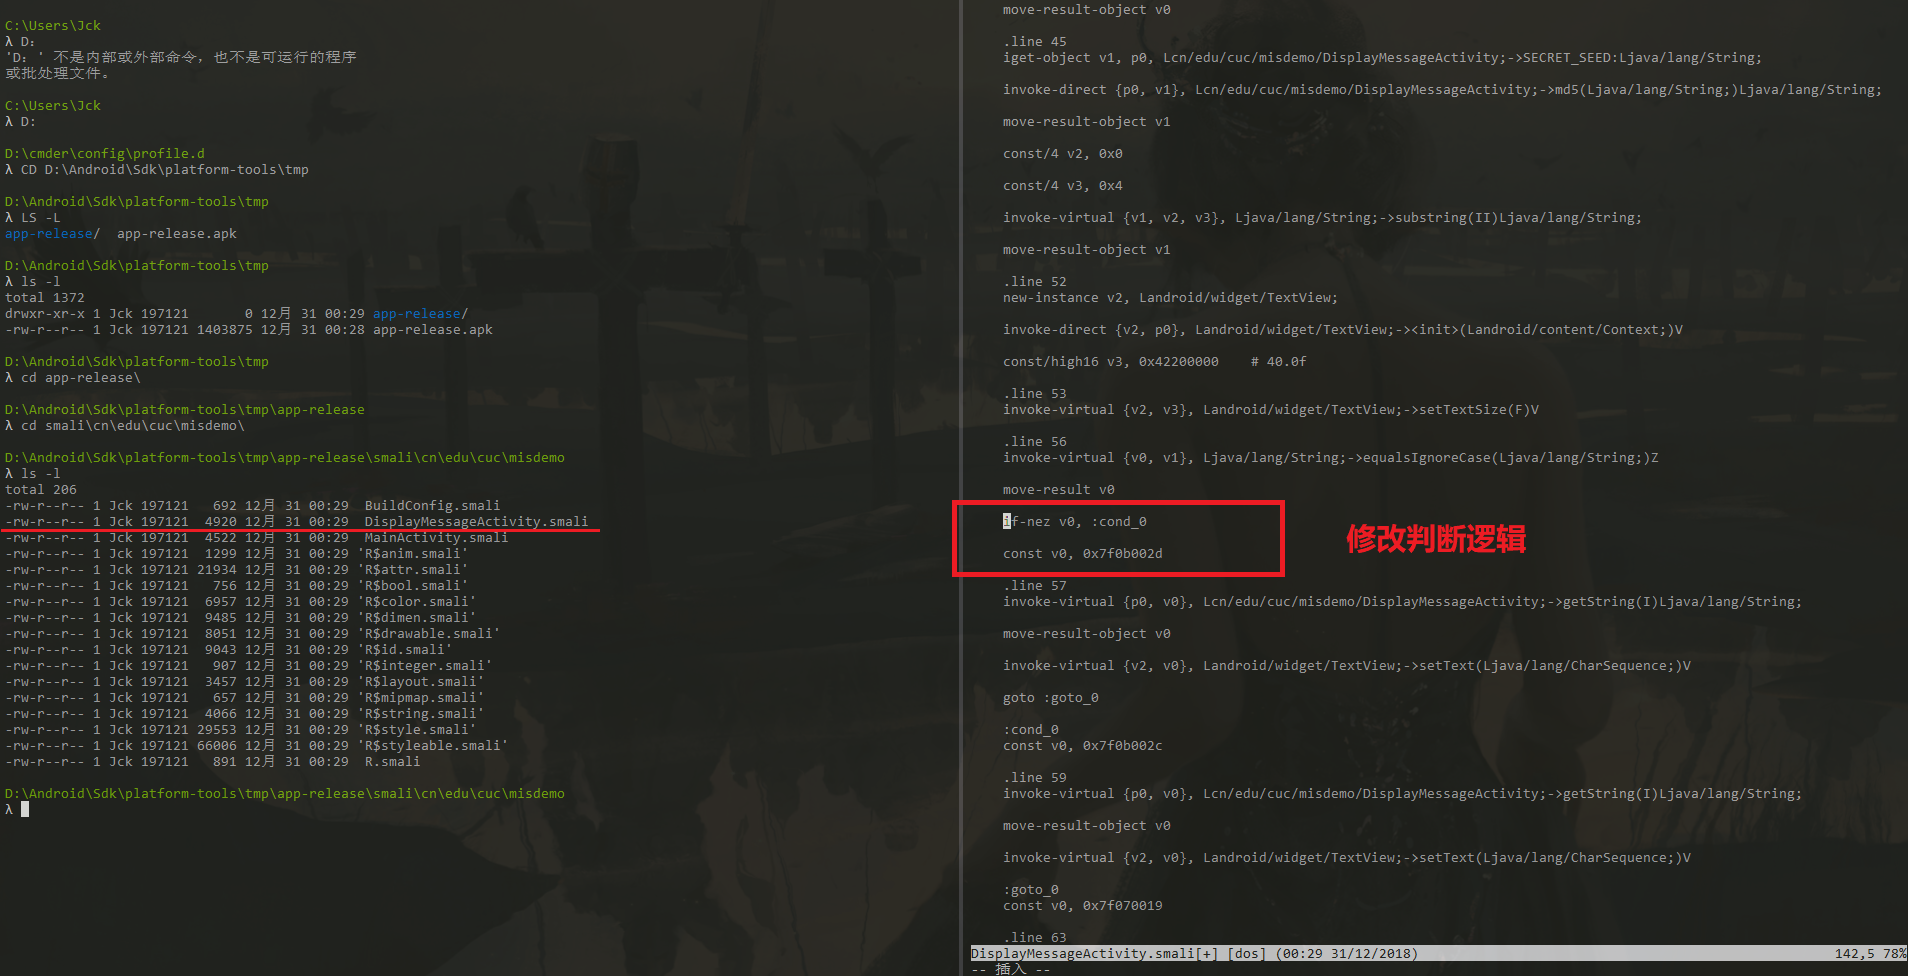 C:\Users\Jck
λ D：
'D：' 不是内部或外部命令，也不是可运行的程序
或批处理文件。
C:\Users\Jck
λ D:
D:\cmder\config\profile.d
λ CD D:\Android\Sdk\platform-tools\tmp
D:\Android\Sdk\platform-tools\tmp
λ LS -L
app-release/  app-release.apk
D:\Android\Sdk\platform-tools\tmp
λ ls -l
total 1372
drwxr-xr-x 1 Jck 197121       0 12月 31 00:29 app-release/
-rw-r--r-- 1 Jck 197121 1403875 12月 31 00:28 app-release.apk
D:\Android\Sdk\platform-tools\tmp
λ cd app-release\
D:\Android\Sdk\platform-tools\tmp\app-release
λ cd smali\cn\edu\cuc\misdemo\
D:\Android\Sdk\platform-tools\tmp\app-release\smali\cn\edu\cuc\misdemo
λ ls -l
total 206
-rw-r--r-- 1 Jck 197121   692 12月 31 00:29  BuildConfig.smali
-rw-r--r-- 1 Jck 197121  4920 12月 31 00:29  DisplayMessageActivity.smali
-rw-r--r-- 1 Jck 197121  4522 12月 31 00:29  MainActivity.smali
-rw-r--r-- 1 Jck 197121  1299 12月 31 00:29 'R$anim.smali'
-rw-r--r-- 1 Jck 197121 21934 12月 31 00:29 'R$attr.smali'
-rw-r--r-- 1 Jck 197121   756 12月 31 00:29 'R$bool.smali'
-rw-r--r-- 1 Jck 197121  6957 12月 31 00:29 'R$color.smali'
-rw-r--r-- 1 Jck 197121  9485 12月 31 00:29 'R$dimen.smali'
-rw-r--r-- 1 Jck 197121  8051 12月 31 00:29 'R$drawable.smali'
-rw-r--r-- 1 Jck 197121  9043 12月 31 00:29 'R$id.smali'
-rw-r--r-- 1 Jck 197121   907 12月 31 00:29 'R$integer.smali'
-rw-r--r-- 1 Jck 197121  3457 12月 31 00:29 'R$layout.smali'
-rw-r--r-- 1 Jck 197121   657 12月 31 00:29 'R$mipmap.smali'
-rw-r--r-- 1 Jck 197121  4066 12月 31 00:29 'R$string.smali'
-rw-r--r-- 1 Jck 197121 29553 12月 31 00:29 'R$style.smali'
-rw-r--r-- 1 Jck 197121 66006 12月 31 00:29 'R$styleable.smali'
-rw-r--r-- 1 Jck 197121   891 12月 31 00:29  R.smali
D:\Android\Sdk\platform-tools\tmp\app-release\smali\cn\edu\cuc\misdemo
λ
move-result-object v0
.line 45
iget-object v1, p0, Lcn/edu/cuc/misdemo/DisplayMessageActivity;->SECRET_SEED:Ljava/lang/String;
invoke-direct {p0, v1}, Lcn/edu/cuc/misdemo/DisplayMessageActivity;->md5(Ljava/lang/String;)Ljava/lang/String;
move-result-object v1
const/4 v2, 0x0
const/4 v3, 0x4
invoke-virtual {v1, v2, v3}, Ljava/lang/String;->substring(II)Ljava/lang/String;
move-result-object v1
.line 52
new-instance v2, Landroid/widget/TextView;
invoke-direct {v2, p0}, Landroid/widget/TextView;-><init>(Landroid/content/Context;)V
const/high16 v3, 0x42200000    # 40.0f
.line 53
invoke-virtual {v2, v3}, Landroid/widget/TextView;->setTextSize(F)V
.line 56
invoke-virtual {v0, v1}, Ljava/lang/String;->equalsIgnoreCase(Ljava/lang/String;)Z
move-result v0
if-nez v0, :cond_0
修改判断逻辑
const v0, 0x7f0b002d
.line 57
invoke-virtual {p0, v0}, Lcn/edu/cuc/misdemo/DisplayMessageActivity;->getString(I)Ljava/lang/String;
move-result-object v0
invoke-virtual {v2, v0}, Landroid/widget/TextView;->setText(Ljava/lang/CharSequence;)V
goto :goto_0
:cond_0
const v0, 0x7f0b002c
.line 59
invoke-virtual {p0, v0}, Lcn/edu/cuc/misdemo/DisplayMessageActivity;->getString(I)Ljava/lang/String;
move-result-object v0
invoke-virtual {v2, v0}, Landroid/widget/TextView;->setText(Ljava/lang/CharSequence;)V
:goto_0
const v0, 0x7f070019
.line 63
DisplayMessageActivity.smali[+] [dos] (00:29 31/12/2018) 142,5 78%
-- 插入 --